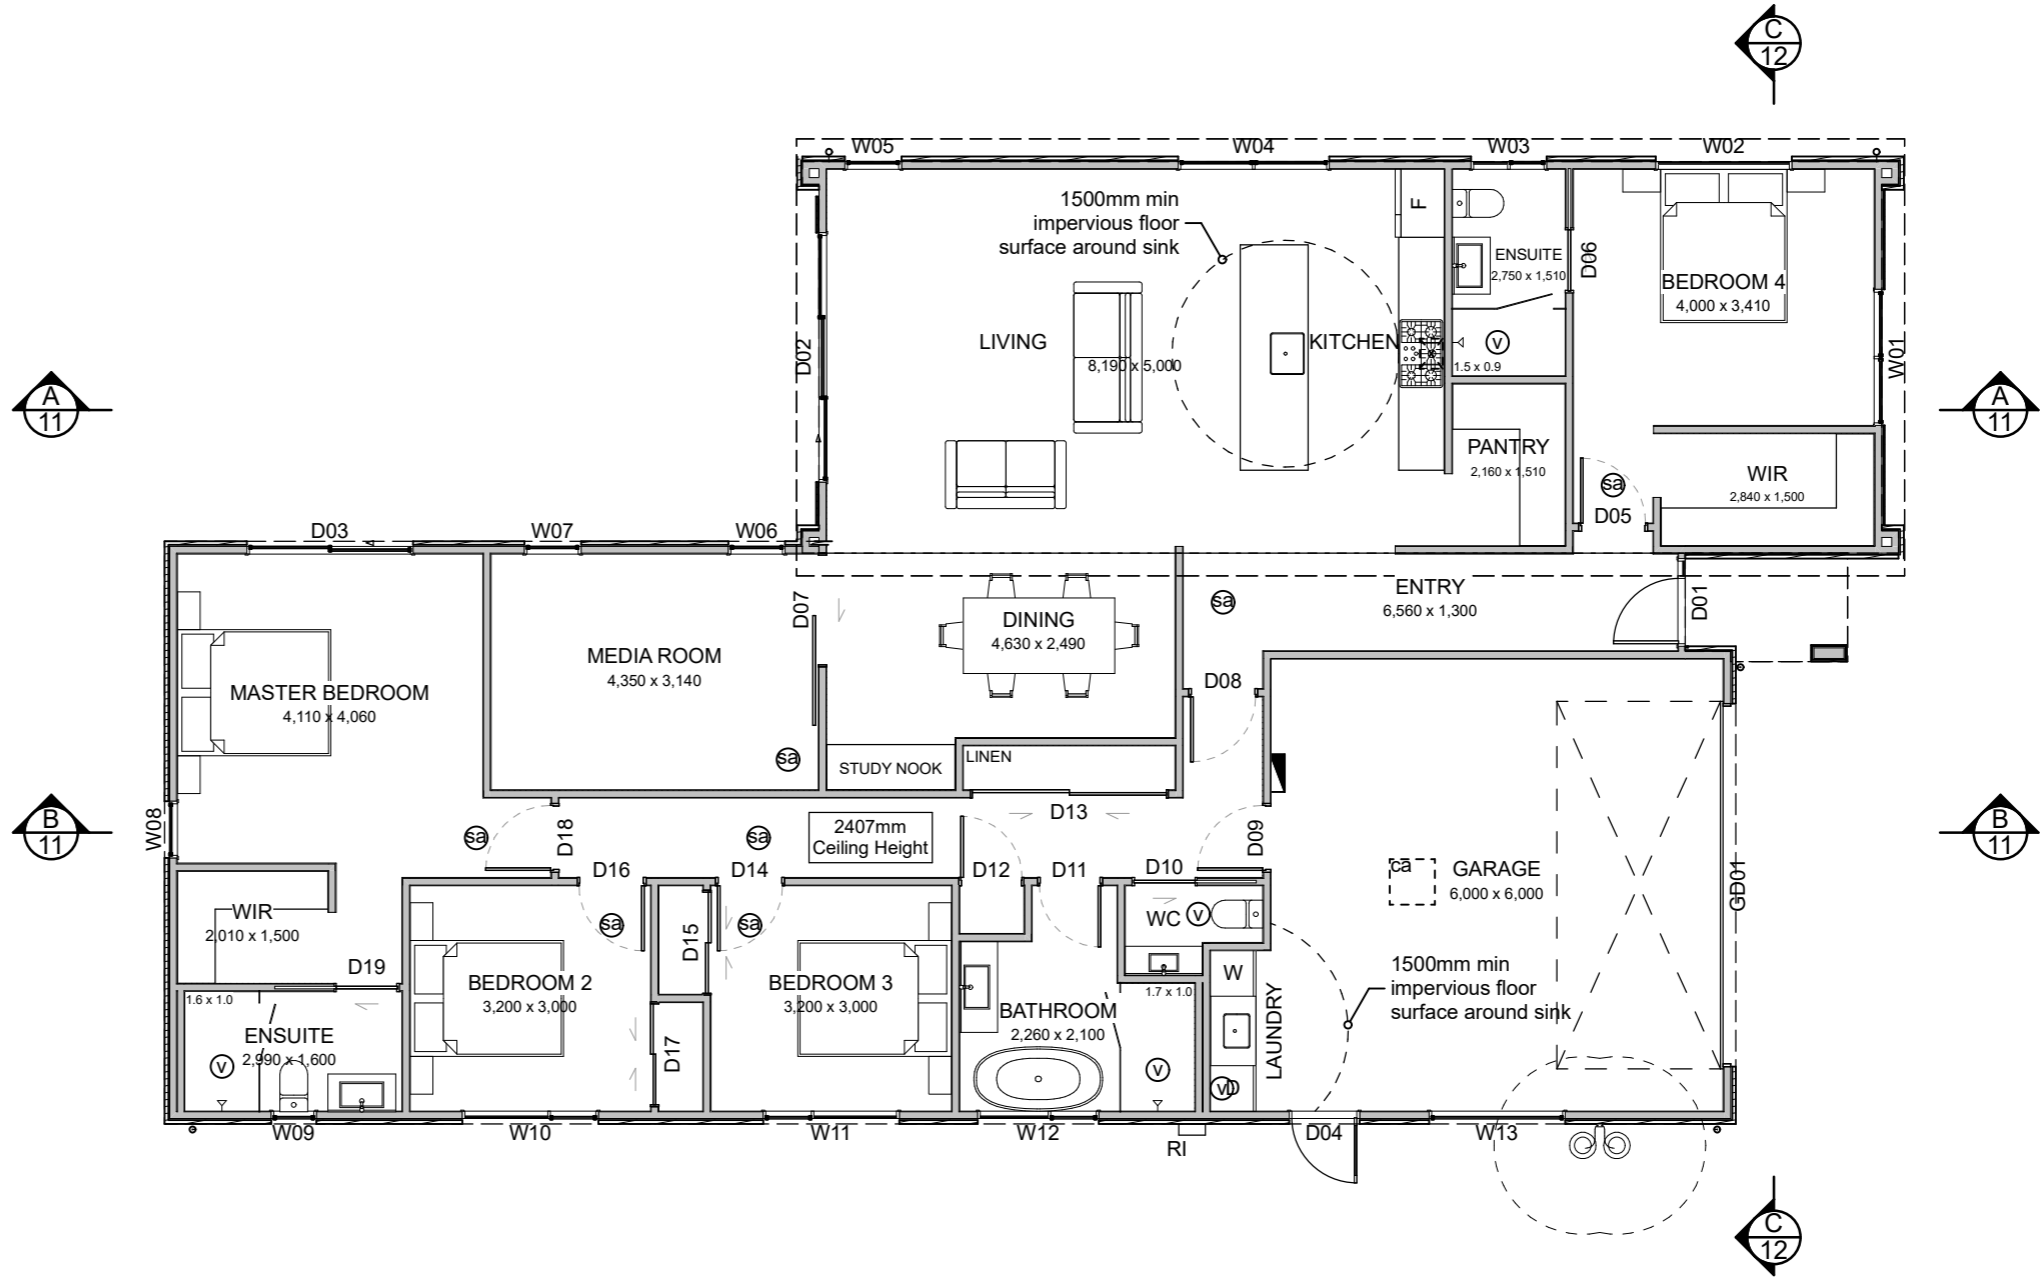 C
12
W05
W04
W03
W02
1500mm min
impervious floor
surface around sink
F
ENSUITE
2,750 x 1,510
D06
BEDROOM 4
4,000 x 3,410
D02
LIVING
KITCHEN
8,190 x 5,000
V
1.5 x 0.9
W01
A
11
A
11
PANTRY
2,160 x 1,510
WIR
2,840 x 1,500
sa
D05
D03
W07
W06
ENTRY
6,560 x 1,300
D01
sa
D07
DINING
4,630 x 2,490
MEDIA ROOM
4,350 x 3,140
MASTER BEDROOM
4,110 x 4,060
D08
sa
STUDY NOOK
LINEN
B
11
W08
sa
D18
sa
2407mm
Ceiling Height
D13
D09
B
11
D16
D14
D12
D11
D10
ca
GARAGE
6,000 x 6,000
GD01
WIR
2,010 x 1,500
sa
sa
WC
V
D15
D19
BEDROOM 2
3,200 x 3,000
BEDROOM 3
3,200 x 3,000
W
1500mm min
impervious floor
surface around sink
1.6 x 1.0
1.7 x 1.0
ENSUITE
2,990 x 1,600
BATHROOM
2,260 x 2,100
LAUNDRY
D17
V
V
V
D
W09
W10
W11
W12
RI
D04
W13
C
12